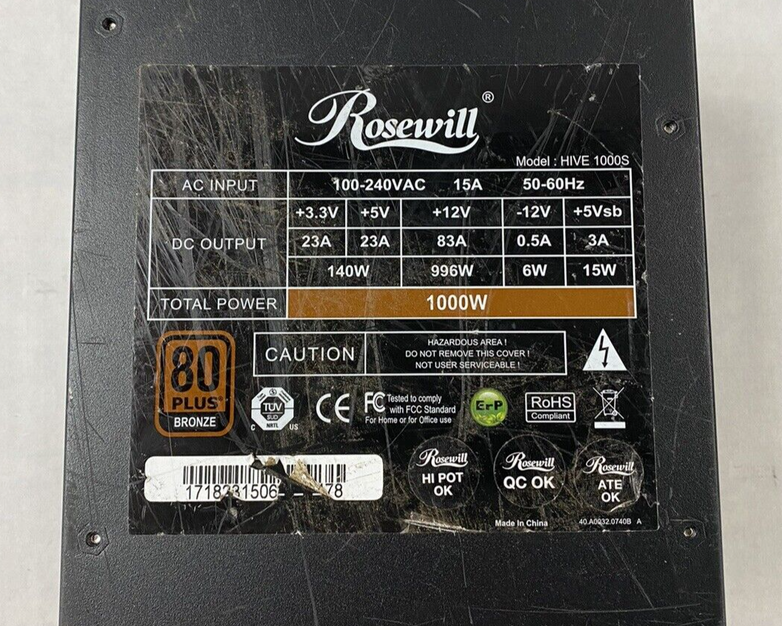 Rosewill®
Model : HIVE 1000S
AC INPUT 100-240VAC 15A 50-60Hz
+3.3V +5V +12V -12V +5Vsb
DC OUTPUT 23A 23A 83A 0.5A 3A
140W 996W 6W 15W
TOTAL POWER 1000W
80
PLUS®
BRONZE
CAUTION
HAZARDOUS AREA !
DO NOT REMOVE THIS COVER !
NOT USER SERVICEABLE !
TÜV
SÜD
NRTL
C US
CE
FC Tested to comply
with FCC Standard
For Home or for Office use
ErP
RoHS
Compliant
Rosewill
HI POT
OK
Rosewill
QC OK
Rosewill
ATE
OK
Made In China
40.A0932.0740B A